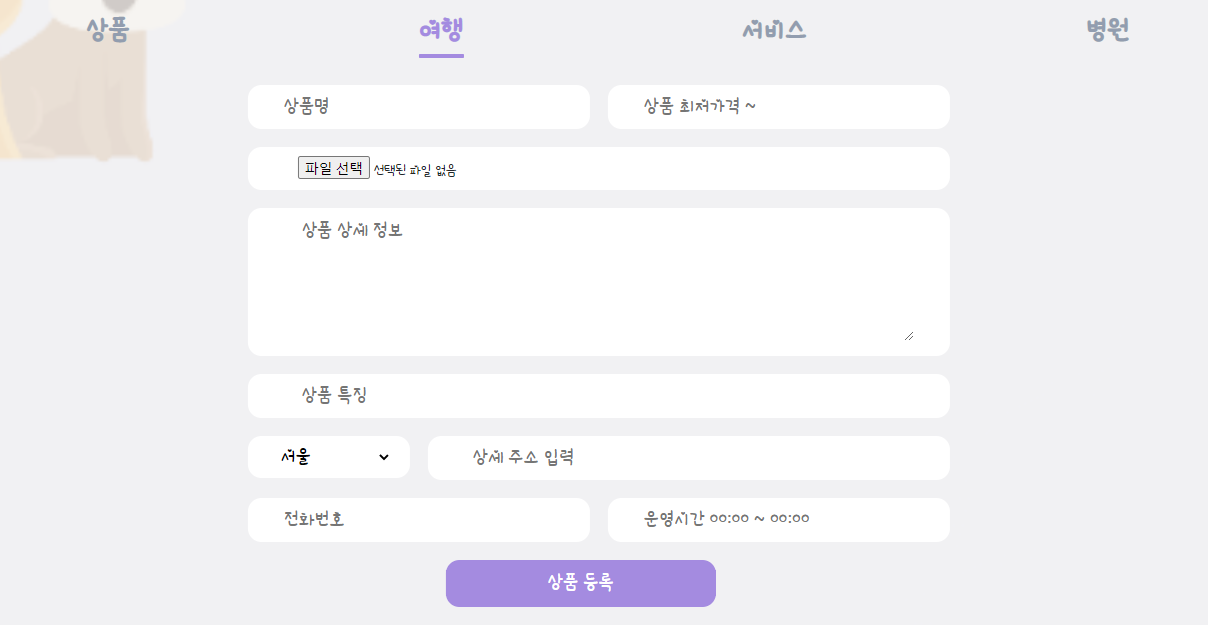 상품 여행 서비스 병원
상품명 상품 최저가격 ~
파일 선택 선택된 파일 없음
상품 상세 정보
상품 특징
서울 상세 주소 입력
전화번호 운영시간 00:00 ~ 00:00
상품 등록